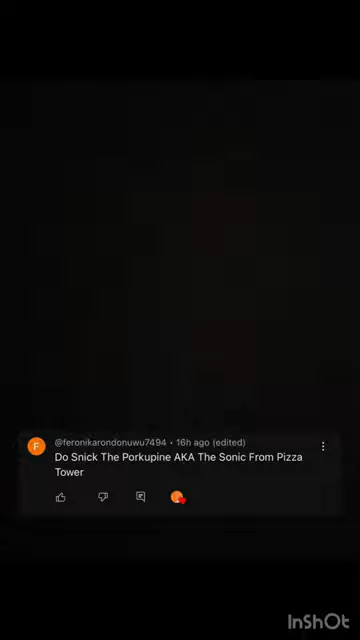 F
@feronikarondonuwu7494 • 16h ago (edited)
Do Snick The Porkupine AKA The Sonic From Pizza
Tower
InShOt